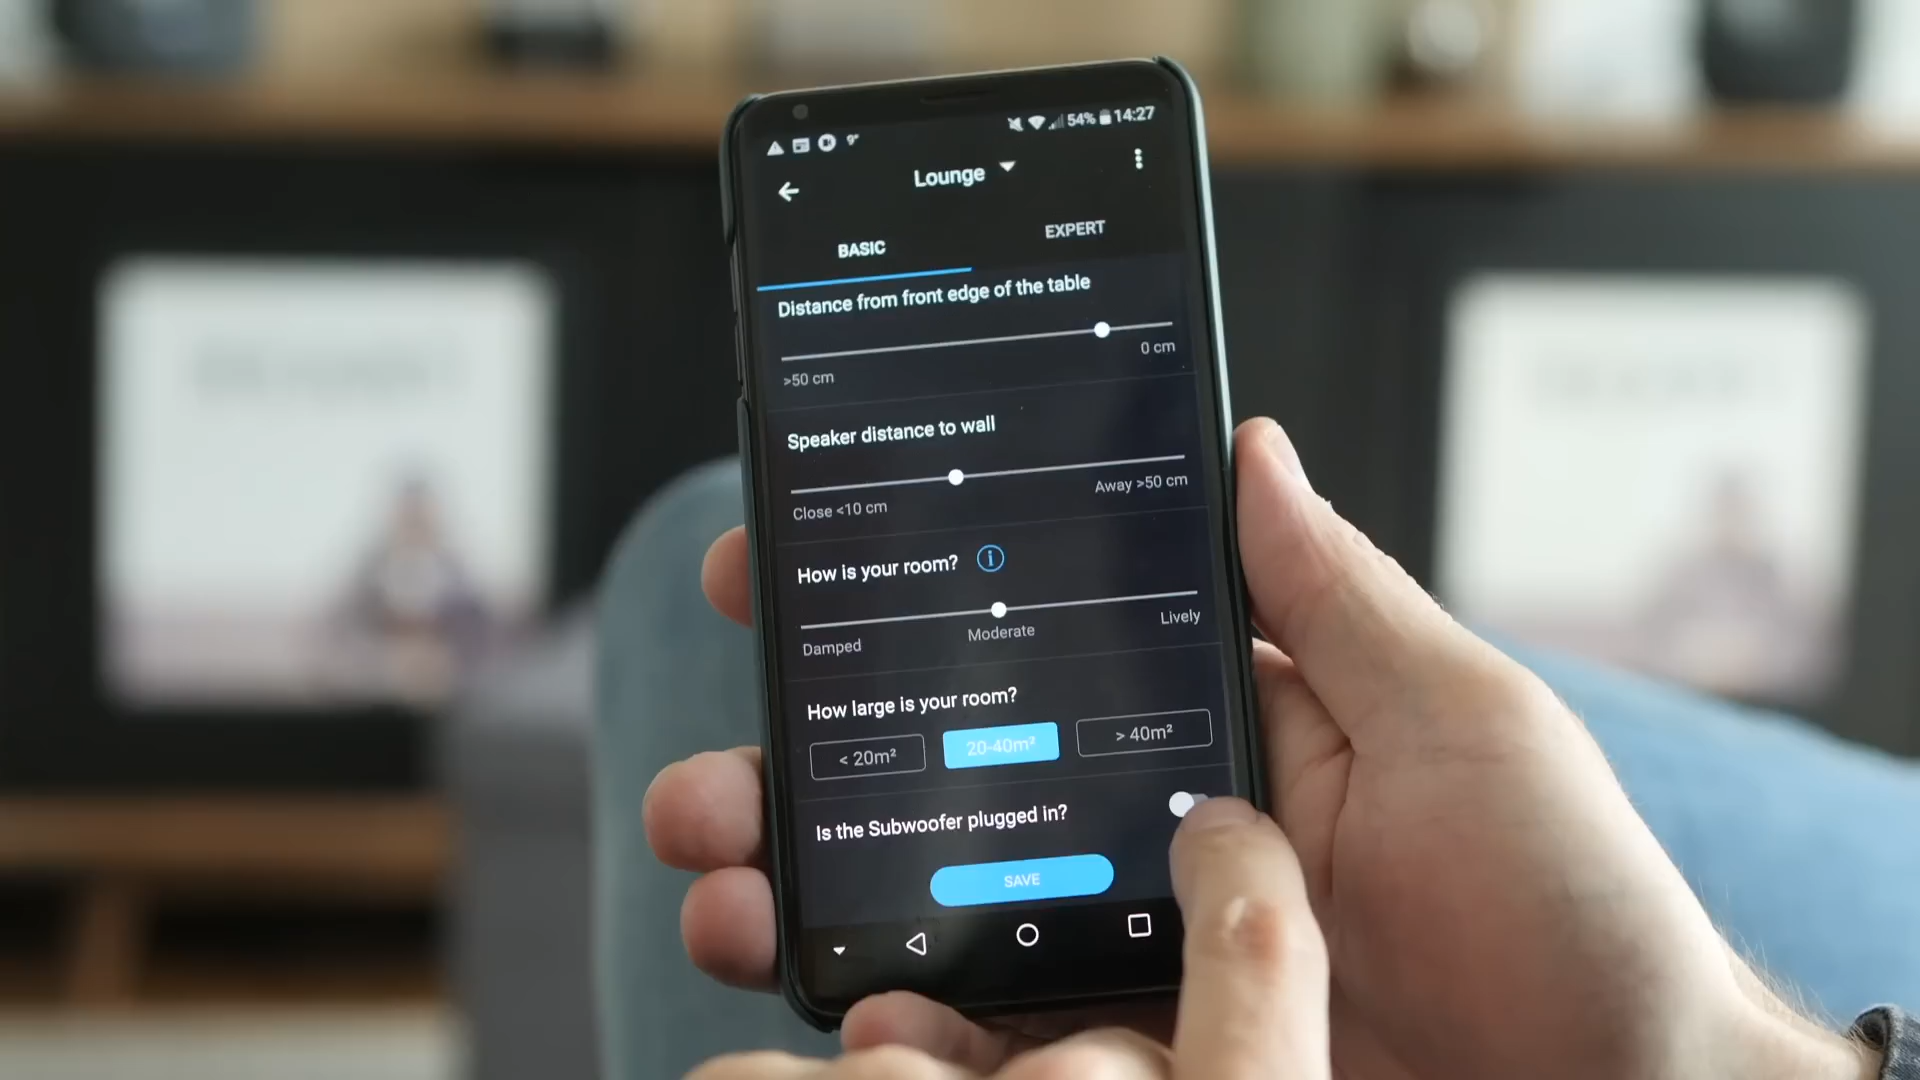 9°
54% 14:27
Lounge
BASIC EXPERT
Distance from front edge of the table
>50 cm 0 cm
Speaker distance to wall
Close <10 cm Away >50 cm
How is your room? i
Damped Moderate Lively
How large is your room?
< 20m² 20-40m² > 40m²
Is the Subwoofer plugged in?
SAVE